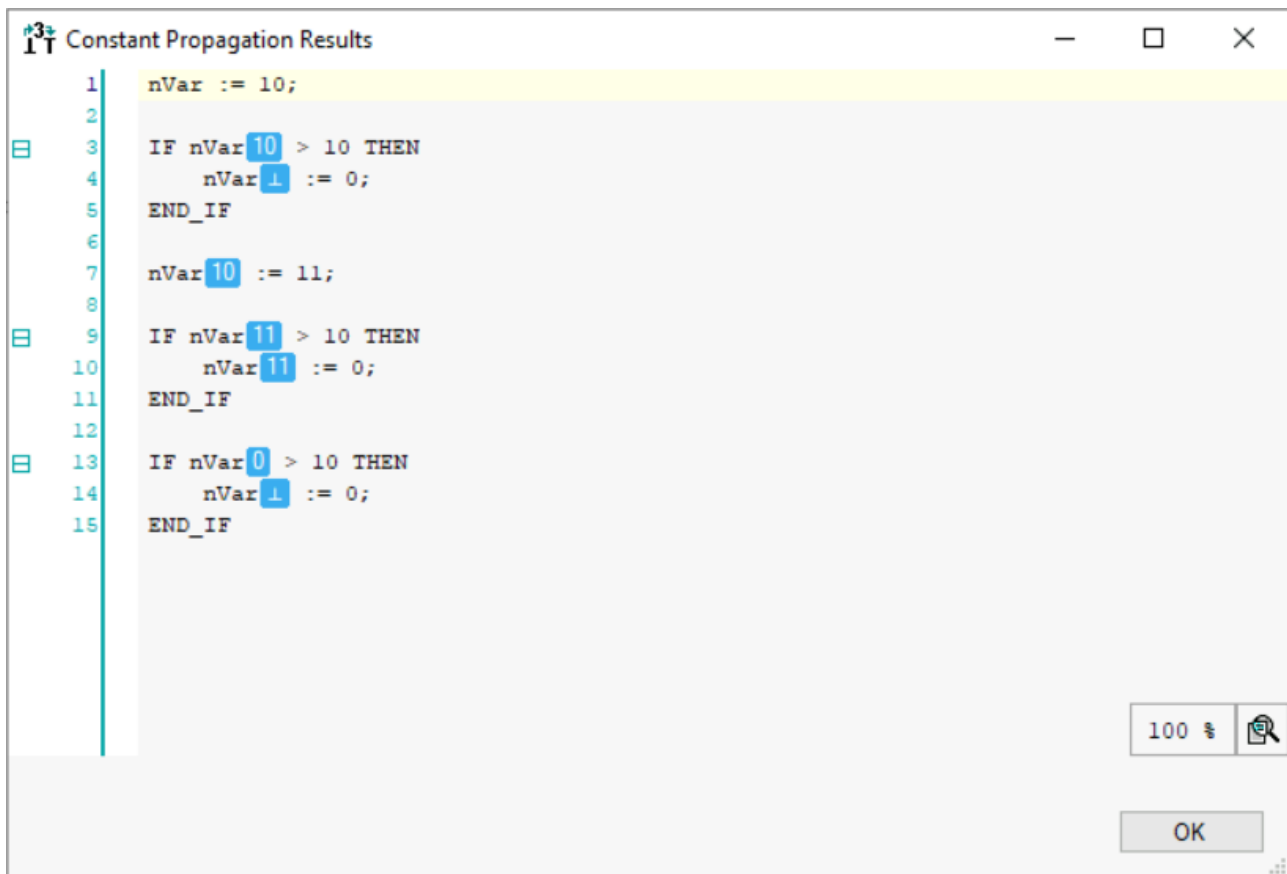 Constant Propagation Results
1 nVar := 10;
2
3 IF nVar 10 > 10 THEN
4 nVar ⊥ := 0;
5 END_IF
6
7 nVar 10 := 11;
8
9 IF nVar 11 > 10 THEN
10 nVar 11 := 0;
11 END_IF
12
13 IF nVar 0 > 10 THEN
14 nVar ⊥ := 0;
15 END_IF
100 %
OK